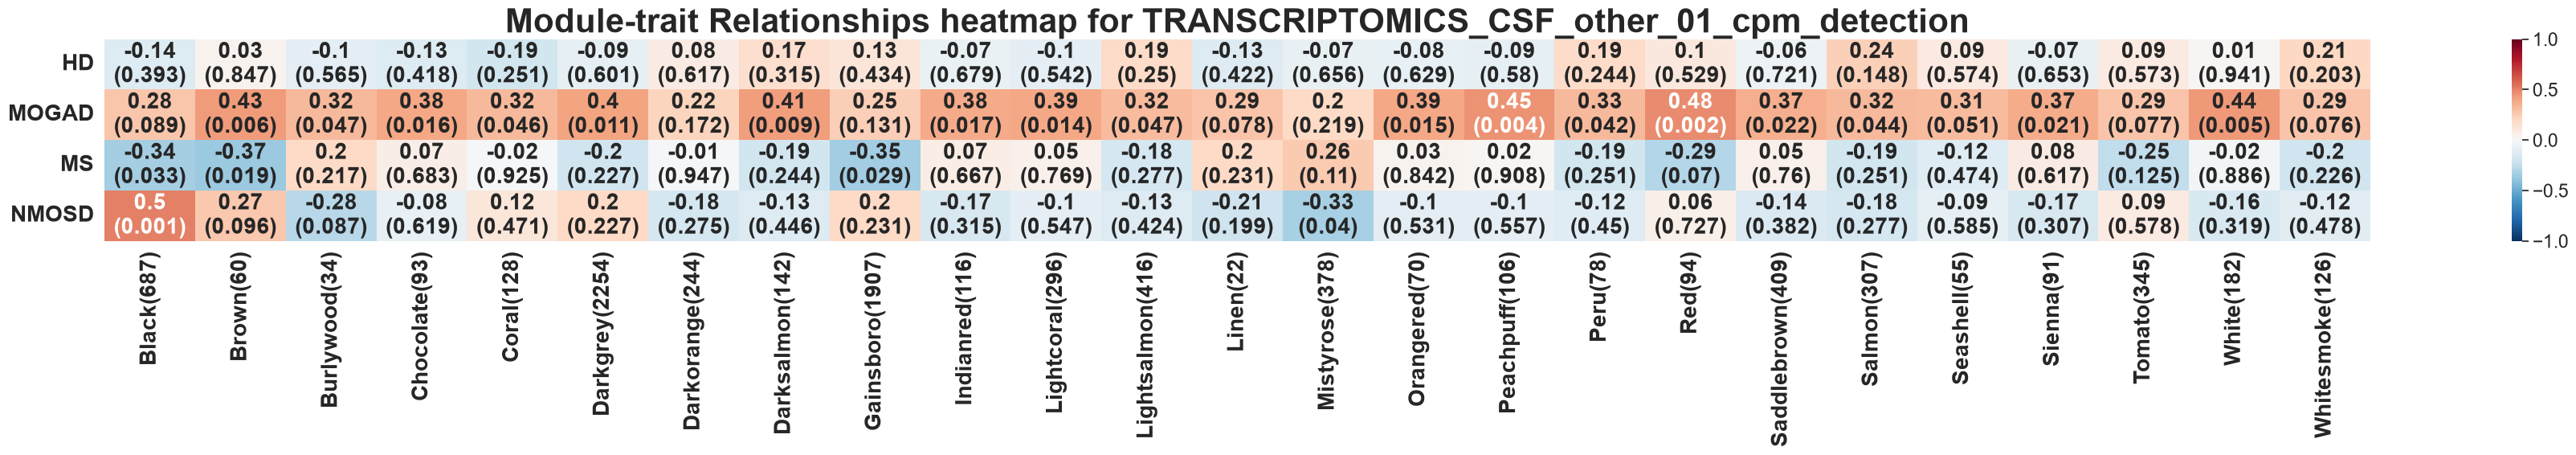 Module-trait Relationships heatmap for TRANSCRIPTOMICS_CSF_other_01_cpm_detection
HD -0.14 0.03 -0.1 -0.13 -0.19 -0.09 0.08 0.17 0.13 -0.07 -0.1 0.19 -0.13 -0.07 -0.08 -0.09 0.19 0.1 -0.06 0.24 0.09 -0.07 0.09 0.01 0.21
(0.393) (0.847) (0.565) (0.418) (0.251) (0.601) (0.617) (0.315) (0.434) (0.679) (0.542) (0.25) (0.422) (0.656) (0.629) (0.58) (0.244) (0.529) (0.721) (0.148) (0.574) (0.653) (0.573) (0.941) (0.203)
MOGAD 0.28 0.43 0.32 0.38 0.32 0.4 0.22 0.41 0.25 0.38 0.39 0.32 0.29 0.2 0.39 0.45 0.33 0.48 0.37 0.32 0.31 0.37 0.29 0.44 0.29
(0.089) (0.006) (0.047) (0.016) (0.046) (0.011) (0.172) (0.009) (0.131) (0.017) (0.014) (0.047) (0.078) (0.219) (0.015) (0.004) (0.042) (0.002) (0.022) (0.044) (0.051) (0.021) (0.077) (0.005) (0.076)
MS -0.34 -0.37 0.2 0.07 -0.02 -0.2 -0.01 -0.19 -0.35 0.07 0.05 -0.18 0.2 0.26 0.03 0.02 -0.19 -0.29 0.05 -0.19 -0.12 0.08 -0.25 -0.02 -0.2
(0.033) (0.019) (0.217) (0.683) (0.925) (0.227) (0.947) (0.244) (0.029) (0.667) (0.769) (0.277) (0.231) (0.11) (0.842) (0.908) (0.251) (0.07) (0.76) (0.251) (0.474) (0.617) (0.125) (0.886) (0.226)
NMOSD 0.5 0.27 -0.28 -0.08 0.12 0.2 -0.18 -0.13 0.2 -0.17 -0.1 -0.13 -0.21 -0.33 -0.1 -0.1 -0.12 0.06 -0.14 -0.18 -0.09 -0.17 0.09 -0.16 -0.12
(0.001) (0.096) (0.087) (0.619) (0.471) (0.227) (0.275) (0.446) (0.231) (0.315) (0.547) (0.424) (0.199) (0.04) (0.531) (0.557) (0.45) (0.727) (0.382) (0.277) (0.585) (0.307) (0.578) (0.319) (0.478)
Black(687)
Brown(60)
Burlywood(34)
Chocolate(93)
Coral(128)
Darkgrey(2254)
Darkorange(244)
Darksalmon(142)
Gainsboro(1907)
Indianred(116)
Lightcoral(296)
Lightsalmon(416)
Linen(22)
Mistyrose(378)
Orangered(70)
Peachpuff(106)
Peru(78)
Red(94)
Saddlebrown(409)
Salmon(307)
Seashell(55)
Sienna(91)
Tomato(345)
White(182)
Whitesmoke(126)
1.0
0.5
0.0
−0.5
−1.0